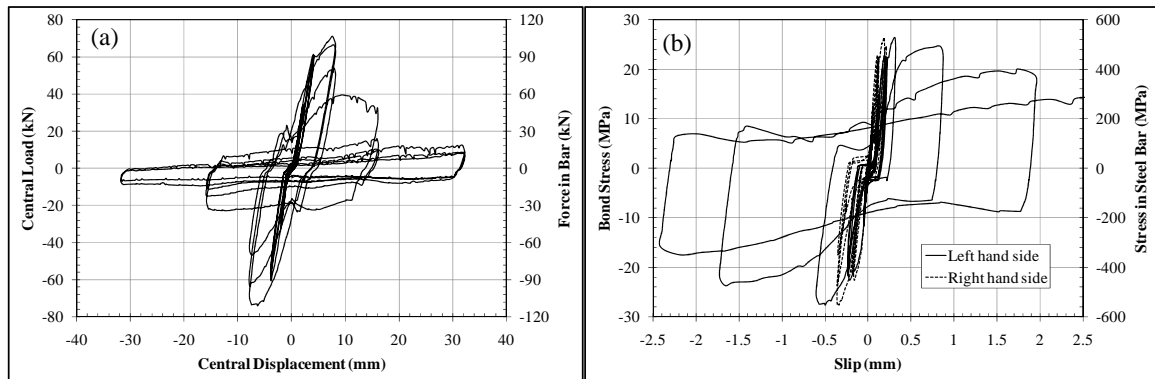 (a)
80
60
40
20
0
-20
-40
-60
-80
Central Load (kN)
120
90
60
30
0
-30
-60
-90
-120
Force in Bar (kN)
-40 -30 -20 -10 0 10 20 30 40
Central Displacement (mm)
(b)
30
20
10
0
-10
-20
-30
Bond Stress (MPa)
600
400
200
0
-200
-400
-600
Stress in Steel Bar (MPa)
Left hand side
Right hand side
-2.5 -2 -1.5 -1 -0.5 0 0.5 1 1.5 2 2.5
Slip (mm)